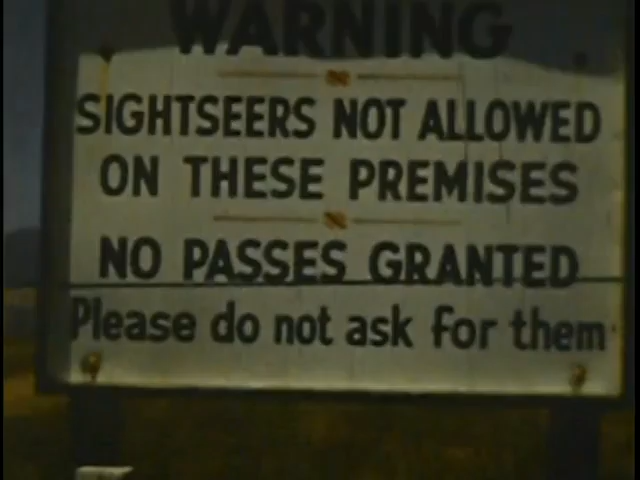 WARNING
SIGHTSEERS NOT ALLOWED
ON THESE PREMISES
NO PASSES GRANTED
Please do not ask for them